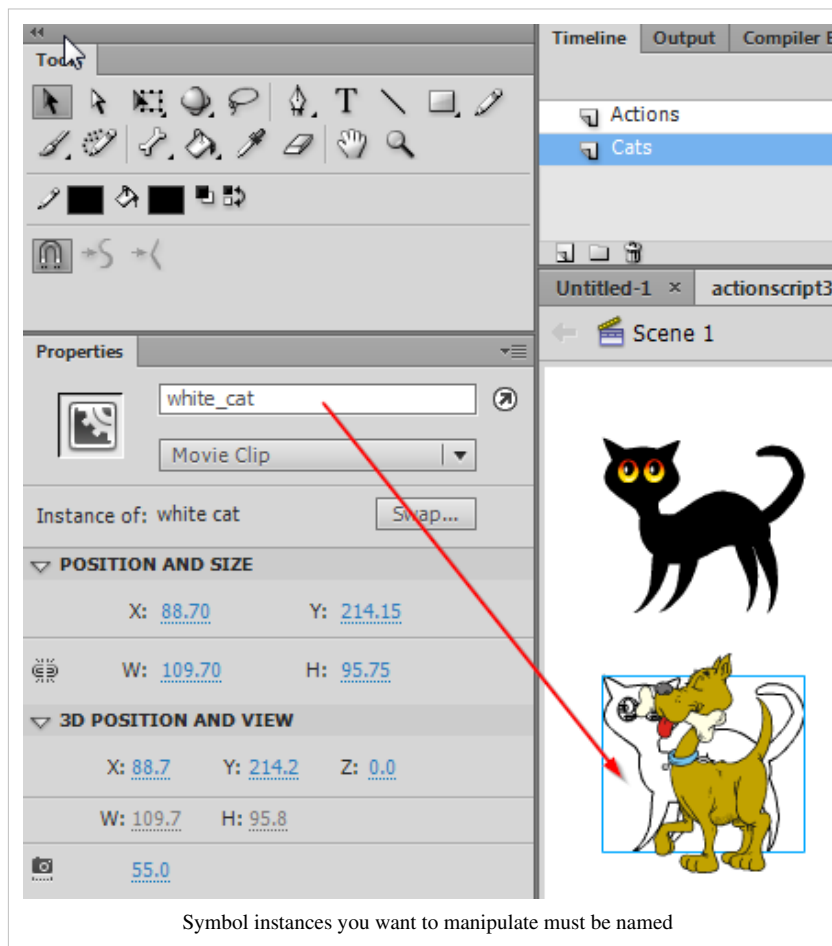 Tools
Timeline Output Compiler E
Actions
Cats
Untitled-1 × actionscript3
Scene 1
Properties
white_cat
Movie Clip
Instance of: white cat Swap...
POSITION AND SIZE
X: 88.70 Y: 214.15
W: 109.70 H: 95.75
3D POSITION AND VIEW
X: 88.7 Y: 214.2 Z: 0.0
W: 109.7 H: 95.8
55.0
Symbol instances you want to manipulate must be named